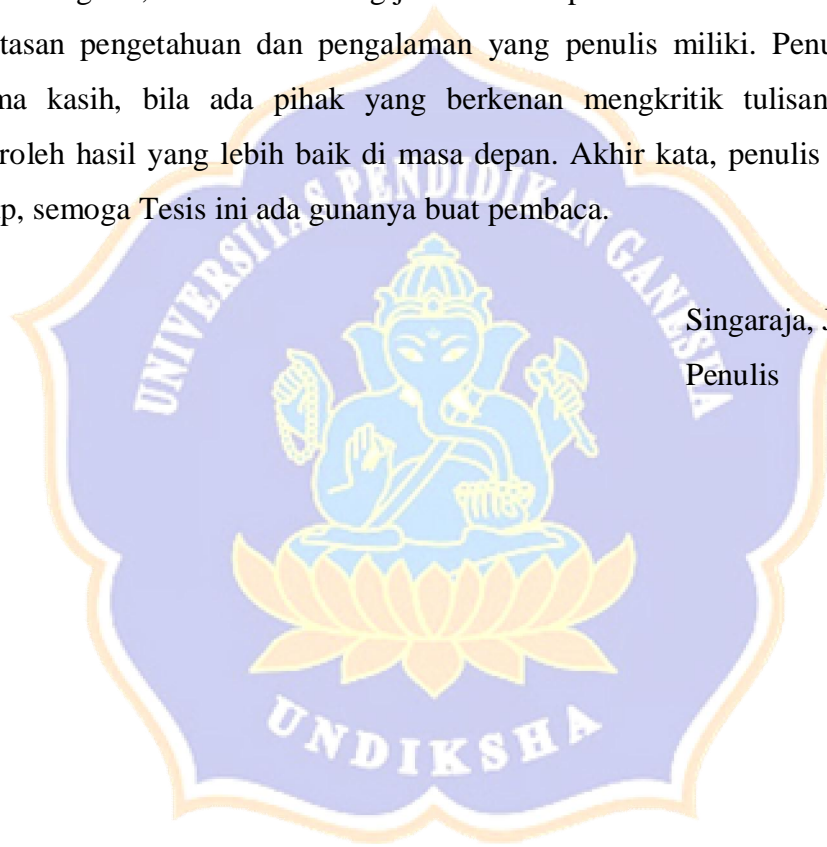 tasan pengetahuan dan pengalaman yang penulis miliki. Penu
ma kasih, bila ada pihak yang berkenan mengkritik tulisan
roleh hasil yang lebih baik di masa depan. Akhir kata, penulis
p, semoga Tesis ini ada gunanya buat pembaca.
UNIVERSITAS PENDIDIKAN GANESHA
Singaraja, J
Penulis
UNDIKSHA